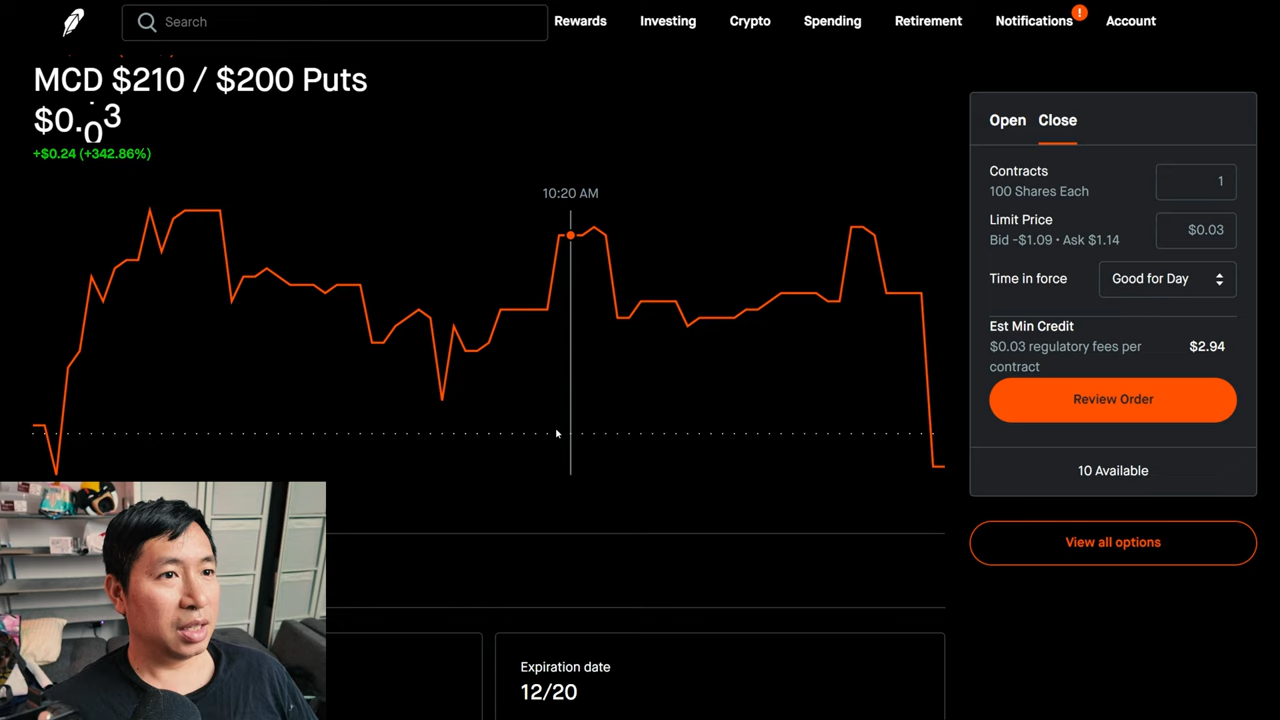 Search
Rewards
Investing
Crypto
Spending
Retirement
Notifications
!
Account
MCD $210 / $200 Puts
$0.03
+$0.24 (+342.86%)
10:20 AM
Open Close
Contracts
100 Shares Each
1
Limit Price
Bid -$1.09 • Ask $1.14
$0.03
Time in force
Good for Day
Est Min Credit
$0.03 regulatory fees per
contract
$2.94
Review Order
10 Available
View all options
Expiration date
12/20